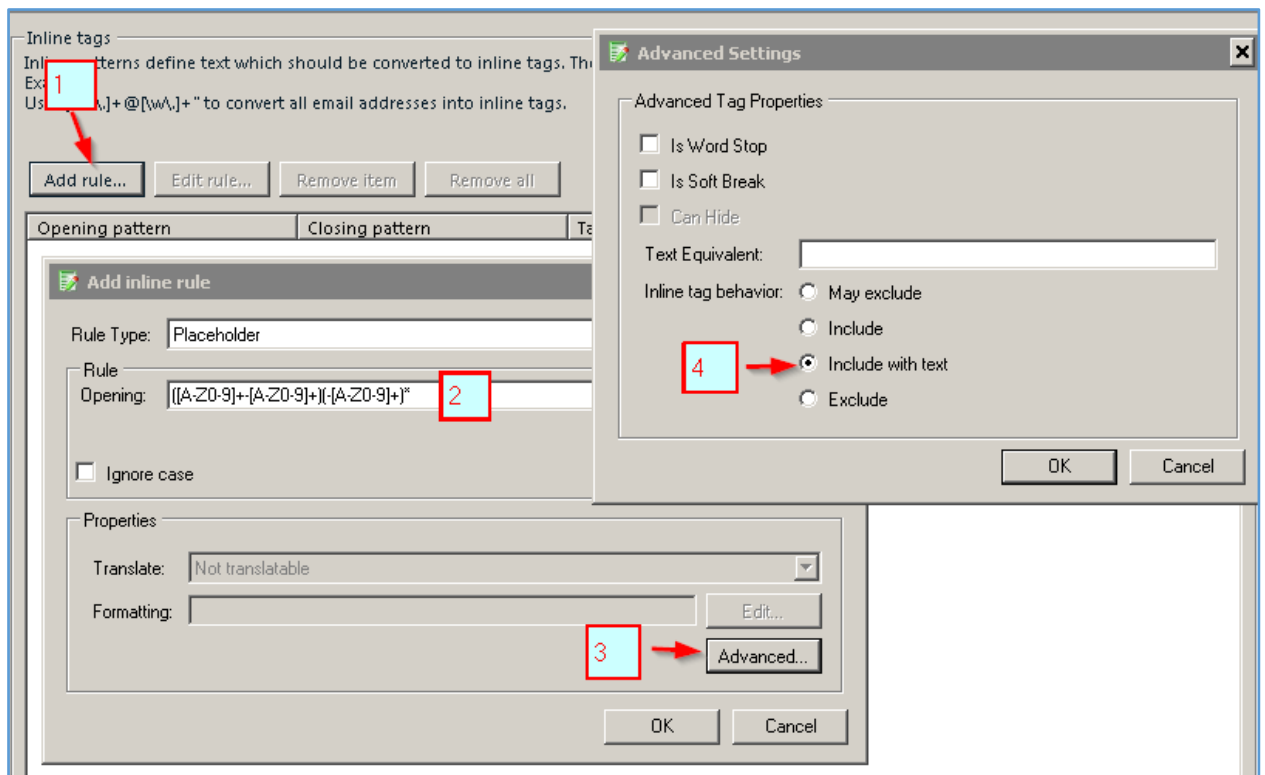 Inline tags
Inl tterns define text which should be converted to inline tags. The
Ex
1
Us \.]+@[\w\.]+" to convert all email addresses into inline tags.
Add rule...
Edit rule...
Remove item
Remove all
Opening pattern
Closing pattern
Ta
Add inline rule
Rule Type: Placeholder
Rule
Opening: ([A-Z0-9]+-[A-Z0-9]+)(-[A-Z0-9]+)*
2
Ignore case
Properties
Translate: Not translatable
Formatting:
Edit...
3
Advanced...
OK
Cancel
Advanced Settings
Advanced Tag Properties
Is Word Stop
Is Soft Break
Can Hide
Text Equivalent:
Inline tag behavior:
May exclude
Include
4
Include with text
Exclude
OK
Cancel